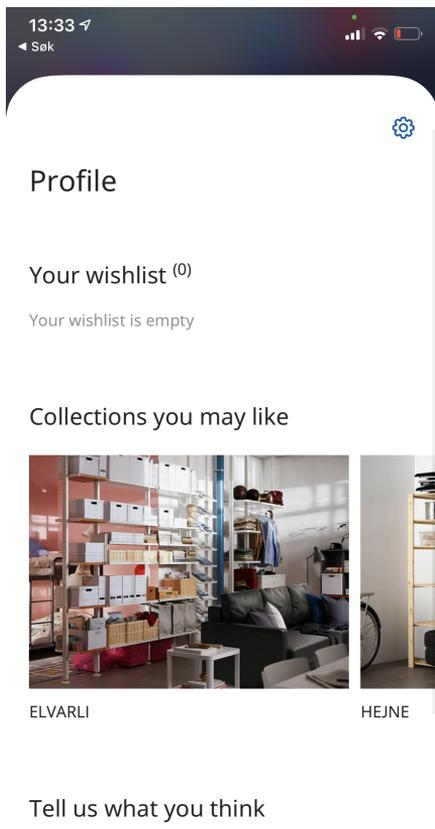 13:33
◀ Søk
Profile
Your wishlist (0)
Your wishlist is empty
Collections you may like
ELVARLI
HEJNE
Tell us what you think